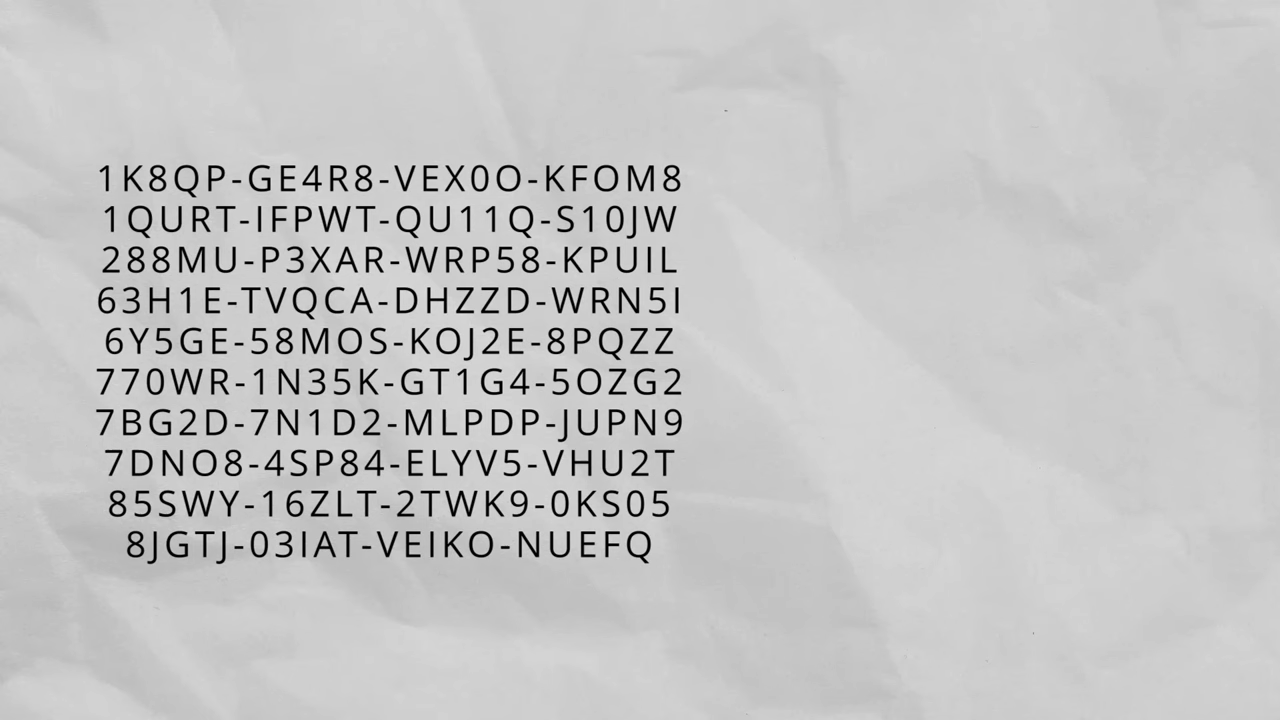 1K8QP-GE4R8-VEX0O-KFOM8
1QURT-IFPWT-QU11Q-S10JW
288MU-P3XAR-WRP58-KPUIL
63H1E-TVQCA-DHZZD-WRN5I
6Y5GE-58MOS-KOJ2E-8PQZZ
770WR-1N35K-GT1G4-5OZG2
7BG2D-7N1D2-MLPDP-JUPN9
7DNO8-4SP84-ELYV5-VHU2T
85SWY-16ZLT-2TWK9-0KS05
8JGTJ-03IAT-VEIKO-NUEFQ